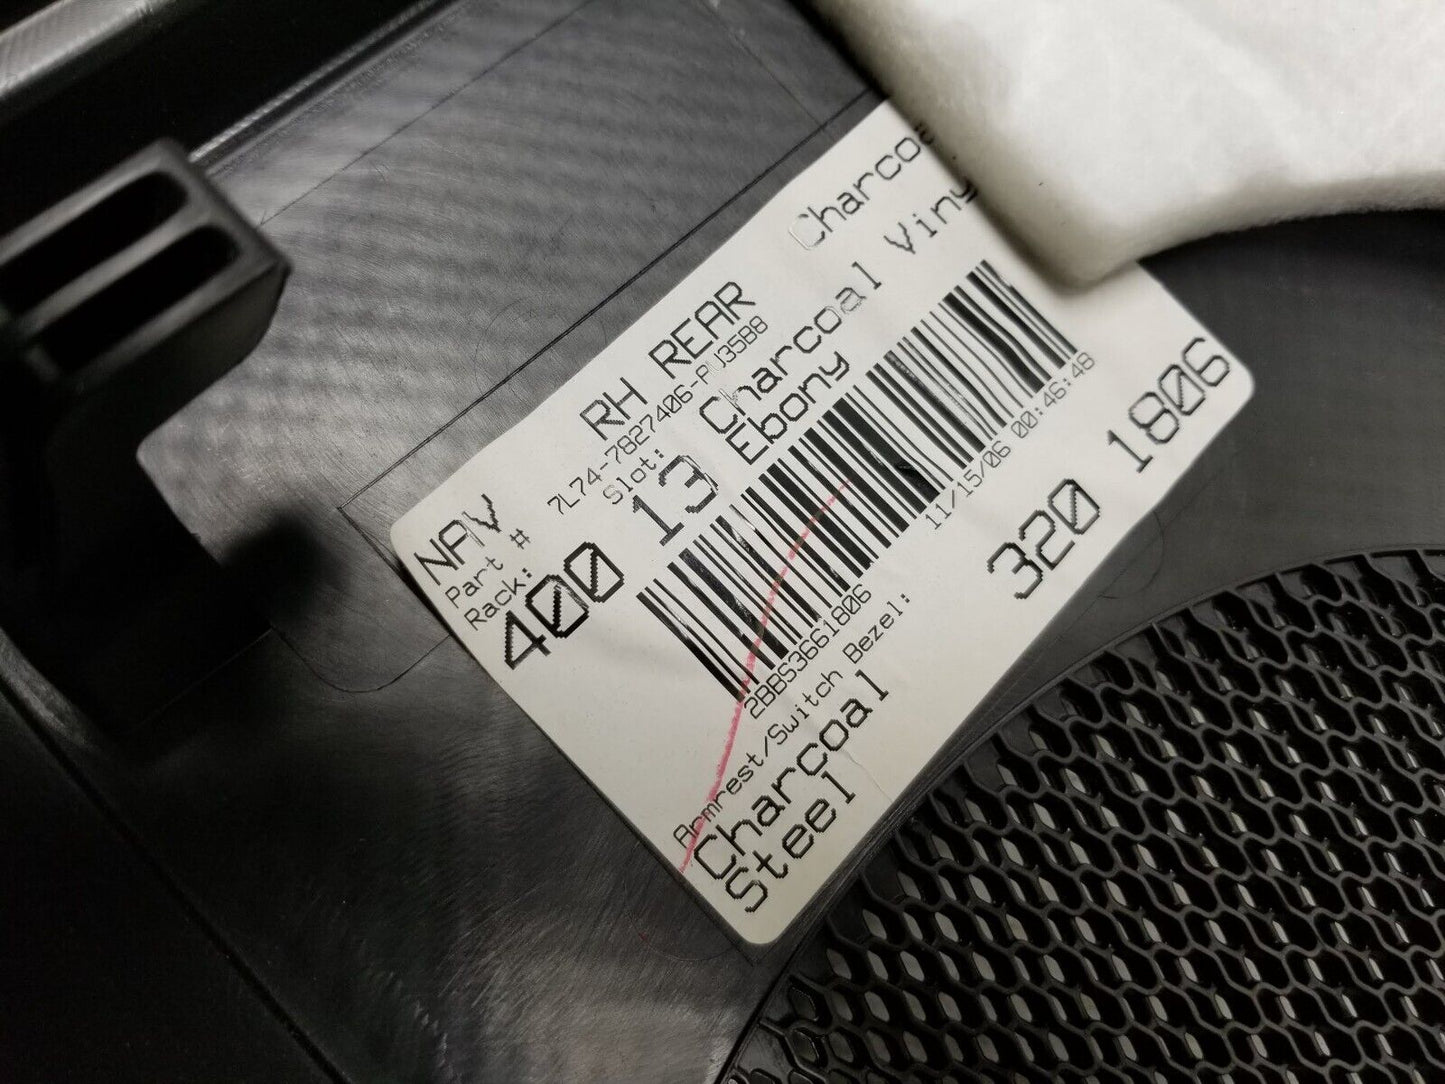 NAV RH REAR
Part # 7L74-7827406-PU35B8
Rack: Slot: Charcoal
400 13 Charcoal Vinyl
Ebony
2BBS3661806 11/15/06 00:46:48
Armrest/Switch Bezel: 320 1806
Charcoal
Steel